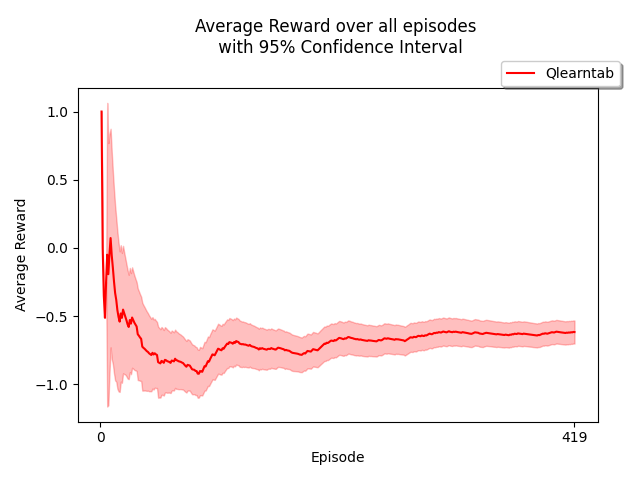 Average Reward over all episodes
with 95% Confidence Interval
Qlearntab
1.0
0.5
0.0
−0.5
−1.0
Average Reward
0
419
Episode